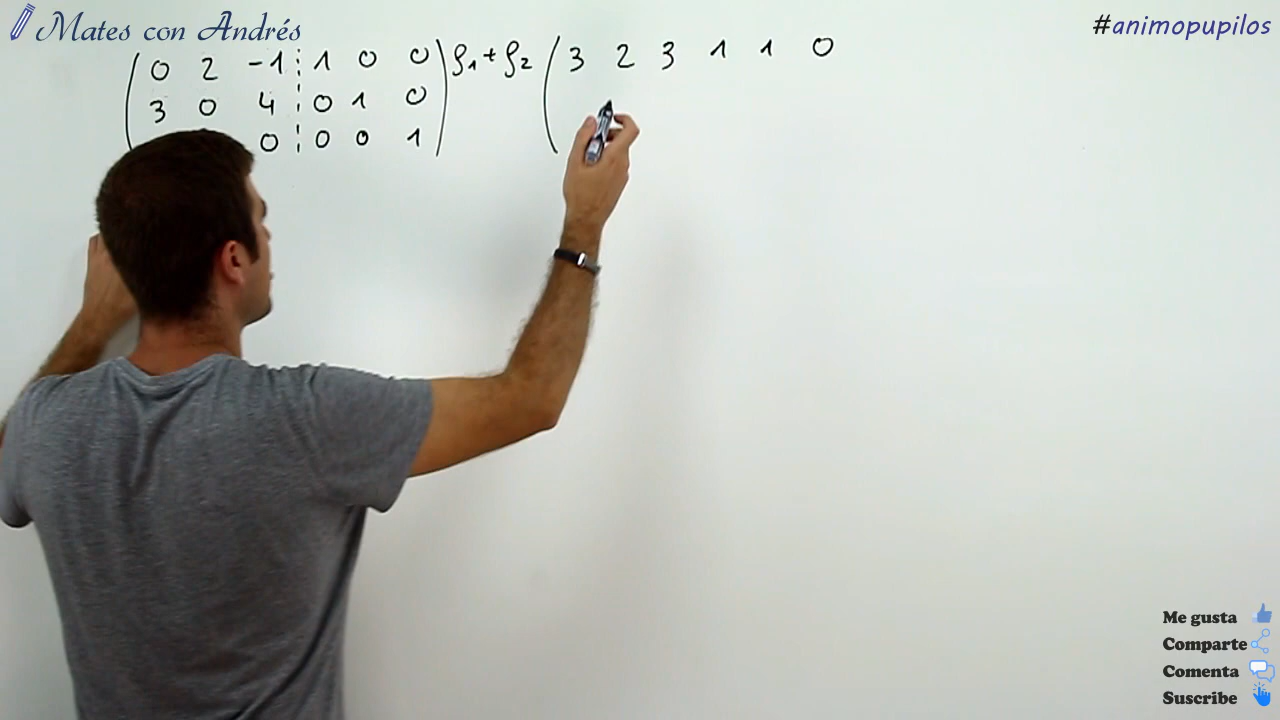 Mates con Andrés
#animopupilos
0 2 -1 1 0 0 ρ₁+ρ₂ 3 2 3 1 1 0
3 0 4 0 1 0
0 0 0 1
Me gusta
Comparte
Comenta
Suscribe